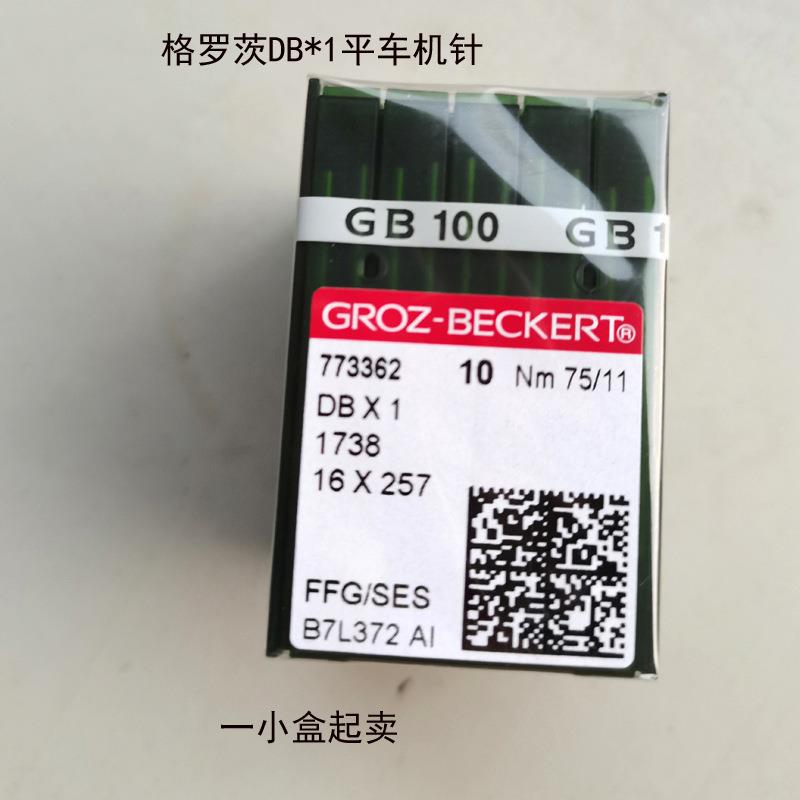 格罗茨DB*1平车机针
GB 100 GB 1
GROZ-BECKERT®
773362 10 Nm 75/11
DB X 1
1738
16 X 257
FFG/SES
B7L372 AI
一小盒起卖